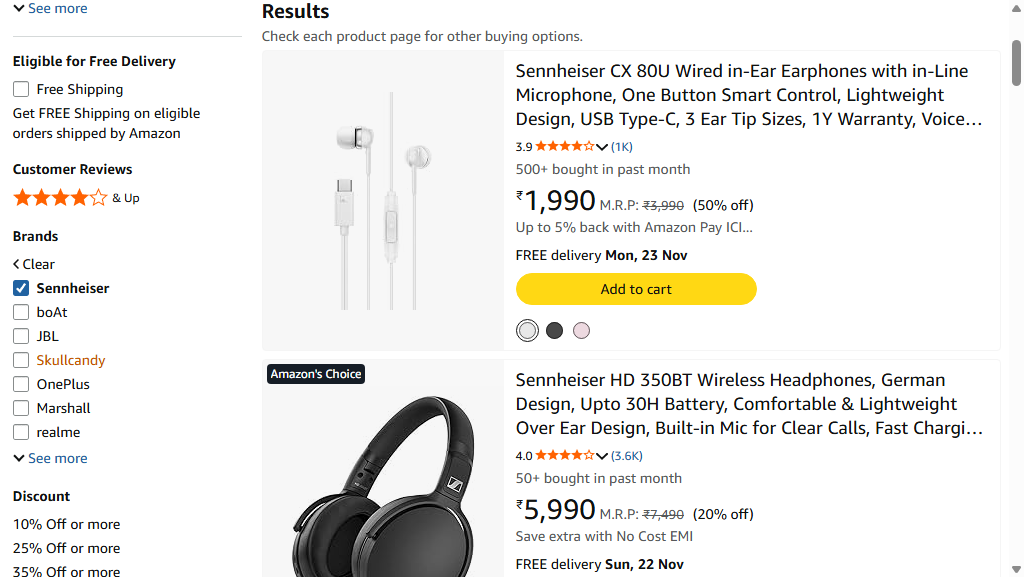 See more
Eligible for Free Delivery
Free Shipping
Get FREE Shipping on eligible
orders shipped by Amazon
Customer Reviews
& Up
Brands
Clear
Sennheiser
boAt
JBL
Skullcandy
OnePlus
Marshall
realme
See more
Discount
10% Off or more
25% Off or more
35% Off or more
Results
Check each product page for other buying options.
Sennheiser CX 80U Wired in-Ear Earphones with in-Line
Microphone, One Button Smart Control, Lightweight
Design, USB Type-C, 3 Ear Tip Sizes, 1Y Warranty, Voice…
3.9 (1K)
500+ bought in past month
₹1,990 M.R.P: ₹3,990 (50% off)
Up to 5% back with Amazon Pay ICI…
FREE delivery Mon, 23 Nov
Add to cart
Amazon's Choice
Sennheiser HD 350BT Wireless Headphones, German
Design, Upto 30H Battery, Comfortable & Lightweight
Over Ear Design, Built-in Mic for Clear Calls, Fast Chargi…
4.0 (3.6K)
50+ bought in past month
₹5,990 M.R.P: ₹7,490 (20% off)
Save extra with No Cost EMI
FREE delivery Sun, 22 Nov